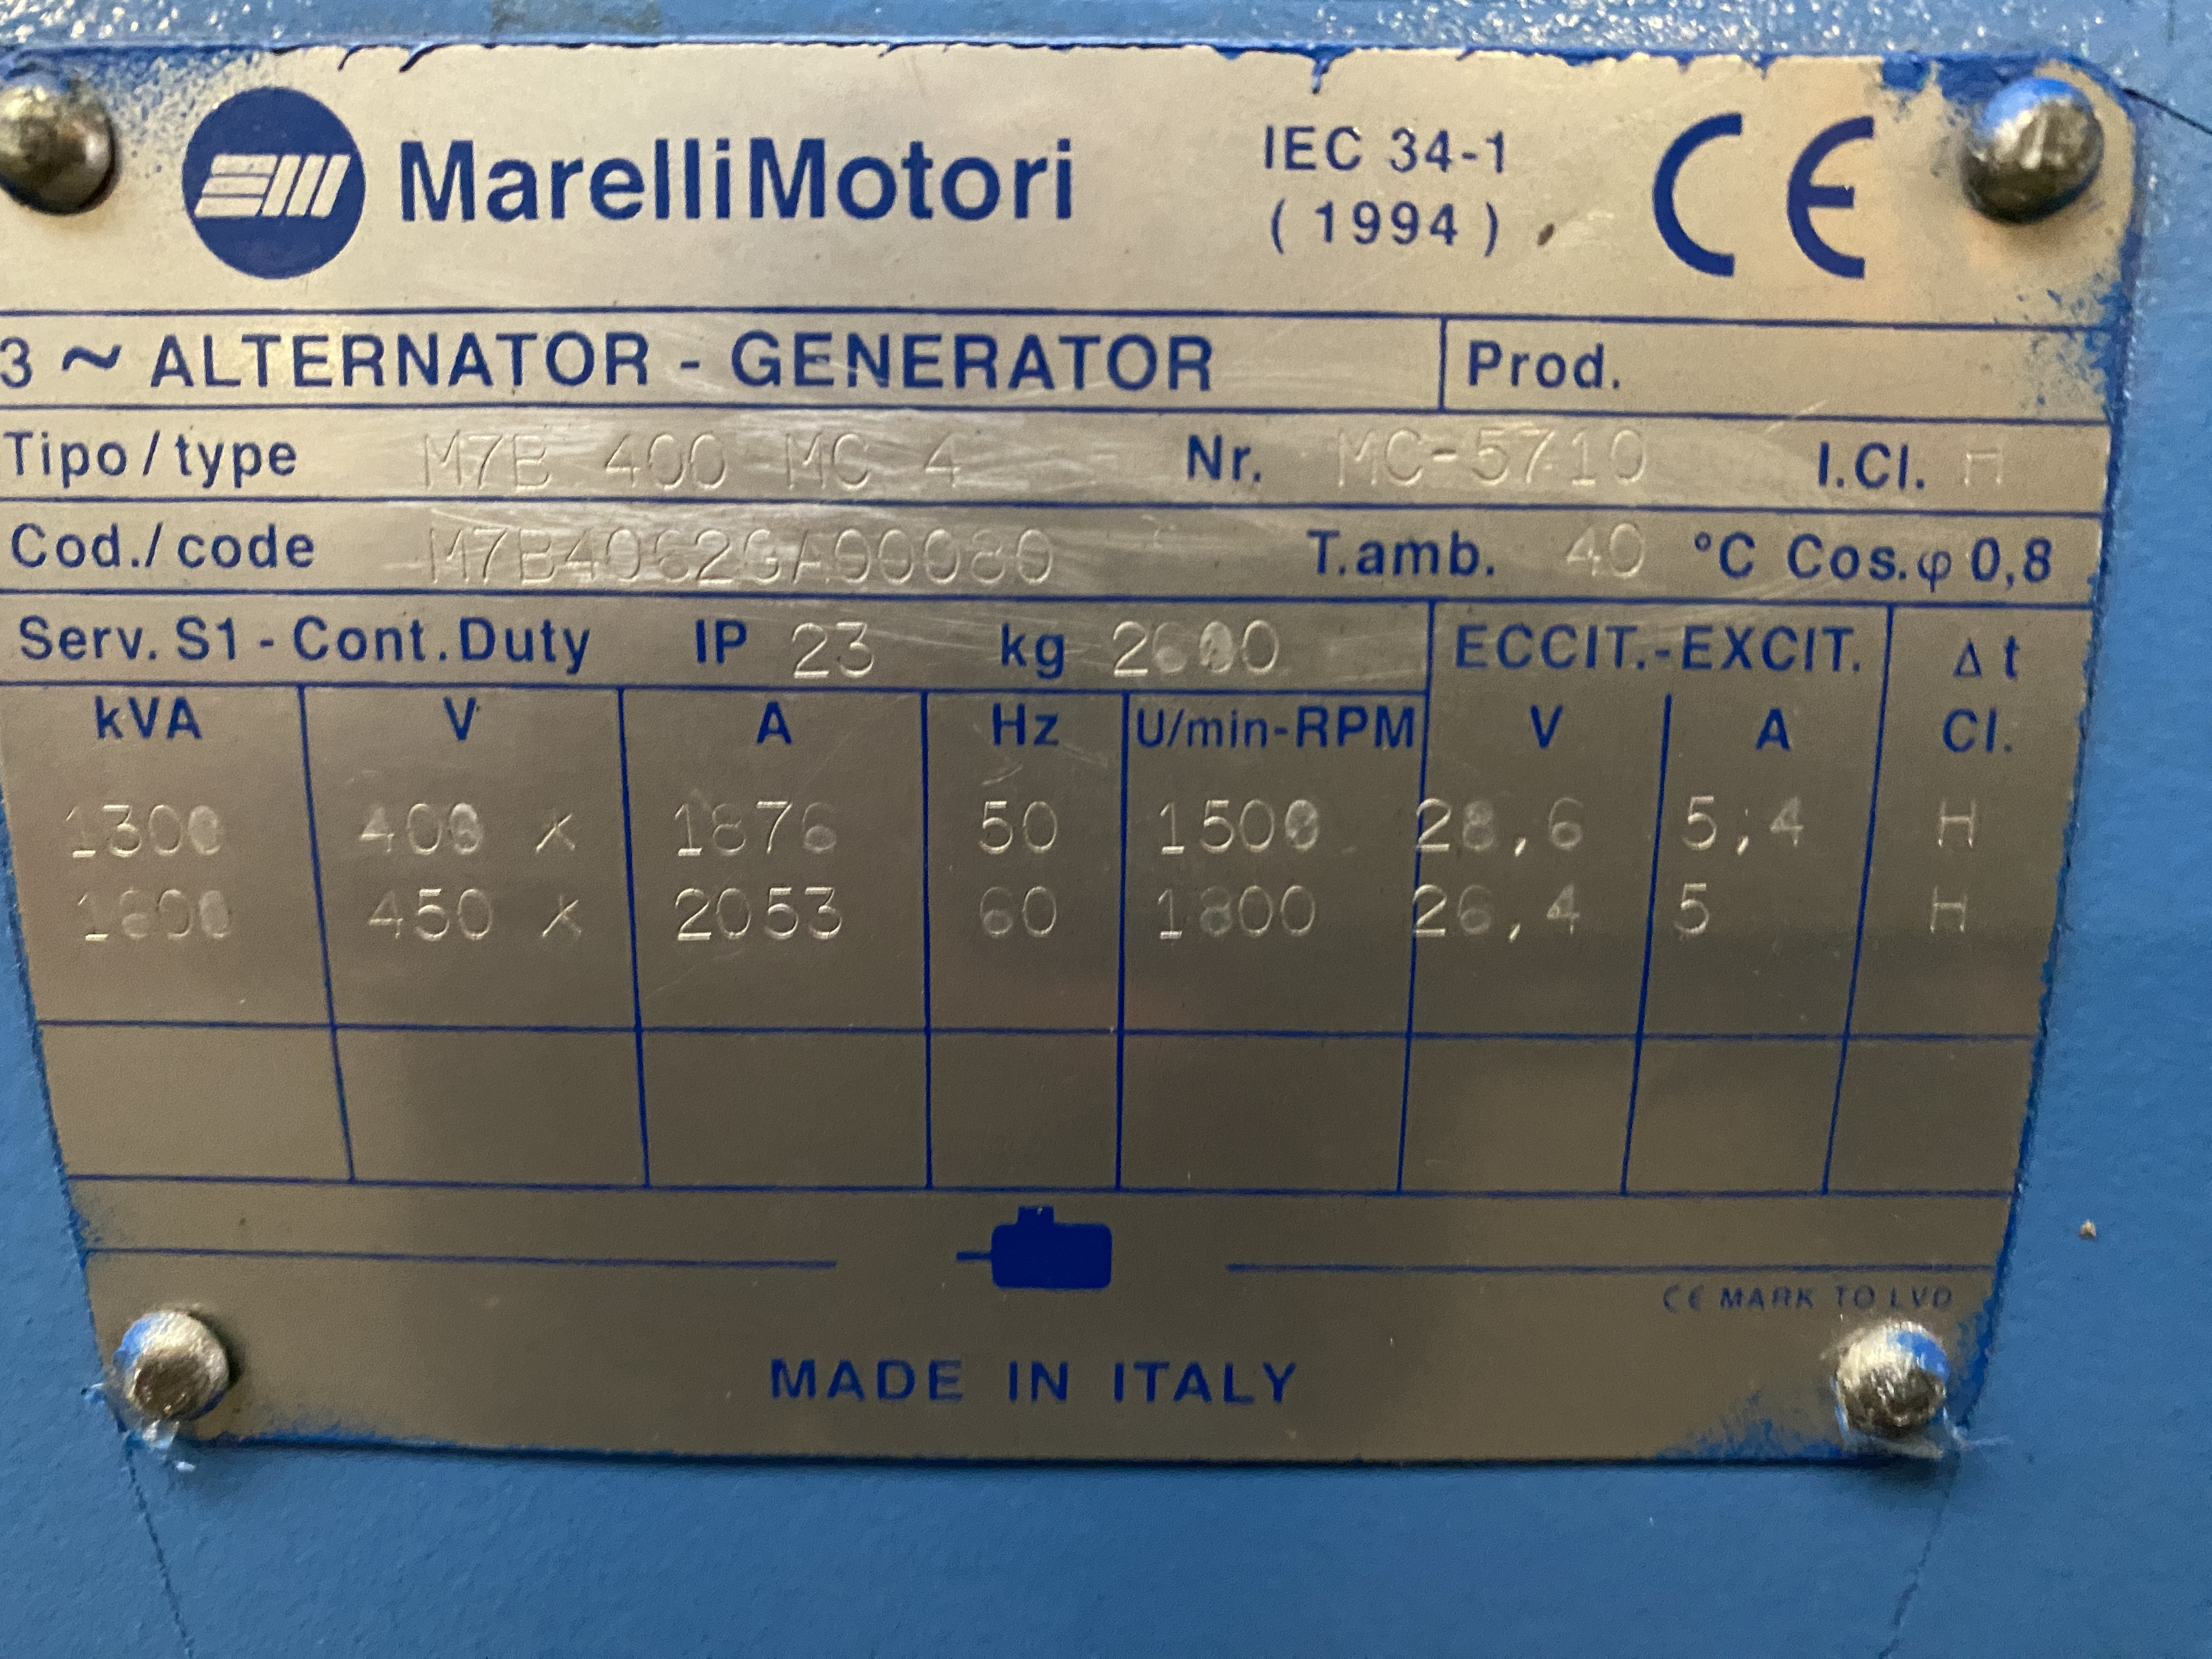 MarelliMotori IEC 34-1 CE
(1994)
3 ~ ALTERNATOR - GENERATOR Prod.
Tipo/type M7B 400 MC 4 Nr. MC-5710 I.Cl. H
Cod./code T.amb. 40 °C Cos.φ 0,8
Serv. S1 - Cont.Duty IP 23 kg 2600 ECCIT.-EXCIT. Δt
kVA V A Hz U/min-RPM V A Cl.
1300 400 ⅄ 1876 50 1500 28,6 5,4 H
1600 450 ⅄ 2053 60 1800 26,4 5 H
CE MARK TO LVD
MADE IN ITALY